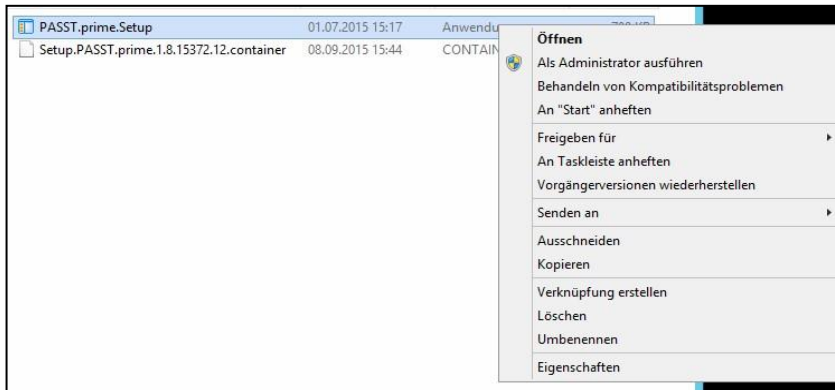 PASST.prime.Setup 01.07.2015 15:17
Setup.PASST.prime.1.8.15372.12.container 08.09.2015 15:44
Öffnen
Als Administrator ausführen
Behandeln von Kompatibilitätsproblemen
An "Start" anheften
Freigeben für
An Taskleiste anheften
Vorgängerversionen wiederherstellen
Senden an
Ausschneiden
Kopieren
Verknüpfung erstellen
Löschen
Umbenennen
Eigenschaften